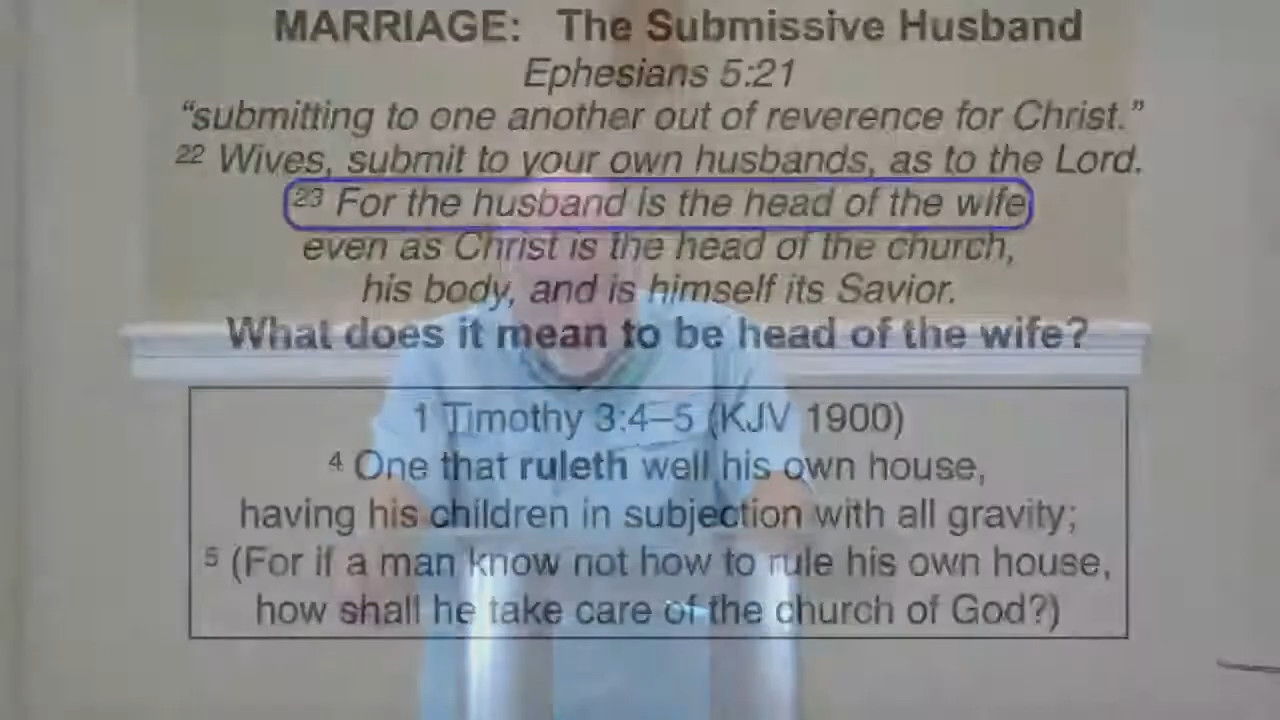 MARRIAGE: The Submissive Husband
Ephesians 5:21
“submitting to one another out of reverence for Christ.”
22 Wives, submit to your own husbands, as to the Lord.
23 For the husband is the head of the wife
even as Christ is the head of the church,
his body, and is himself its Savior.
What does it mean to be head of the wife?
1 Timothy 3:4–5 (KJV 1900)
4 One that ruleth well his own house,
having his children in subjection with all gravity;
5 (For if a man know not how to rule his own house,
how shall he take care of the church of God?)